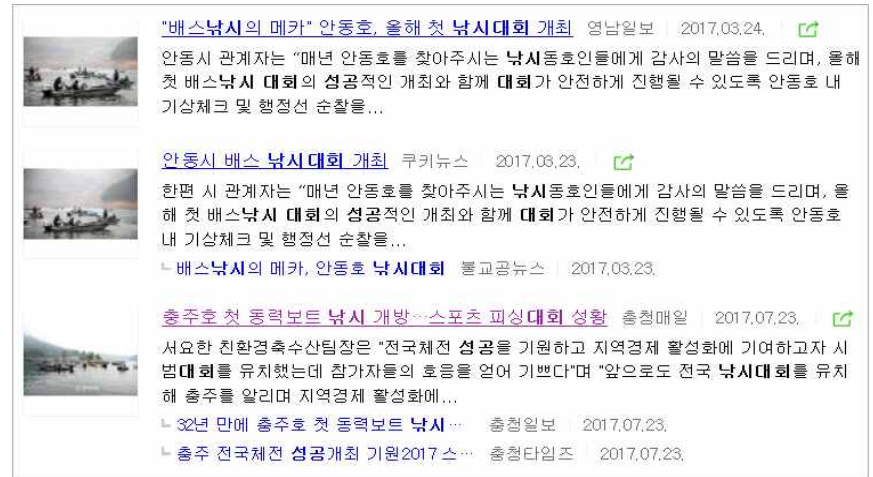 "배스낚시의 메카" 안동호, 올해 첫 낚시대회 개최 영남일보 2017.03.24.
안동시 관계자는 "매년 안동호를 찾아주시는 낚시동호인들에게 감사의 말씀을 드리며, 올해
첫 배스낚시 대회의 성공적인 개최와 함께 대회가 안전하게 진행될 수 있도록 안동호 내
기상체크 및 행정선 순찰을...
안동시 배스 낚시대회 개최 쿠키뉴스 2017.03.23.
한편 시 관계자는 "매년 안동호를 찾아주시는 낚시동호인들에게 감사의 말씀을 드리며, 올
해 첫 배스낚시 대회의 성공적인 개최와 함께 대회가 안전하게 진행될 수 있도록 안동호
내 기상체크 및 행정선 순찰을...
배스낚시의 메카, 안동호 낚시대회 불교공뉴스 2017.03.23.
충주호 첫 동력보트 낚시 개방…스포츠 피싱대회 성황 충청매일 2017.07.23.
서요한 친환경축수산팀장은 "전국체전 성공을 기원하고 지역경제 활성화에 기여하고자 시
범대회를 유치했는데 참가자들의 호응을 얻어 기쁘다"며 "앞으로도 전국 낚시대회를 유치
해 충주를 알리며 지역경제 활성화에...
32년 만에 충주호 첫 동력보트 낚시… 충청일보 2017.07.23.
충주 전국체전 성공개최 기원2017 스… 충청타임즈 2017.07.23.